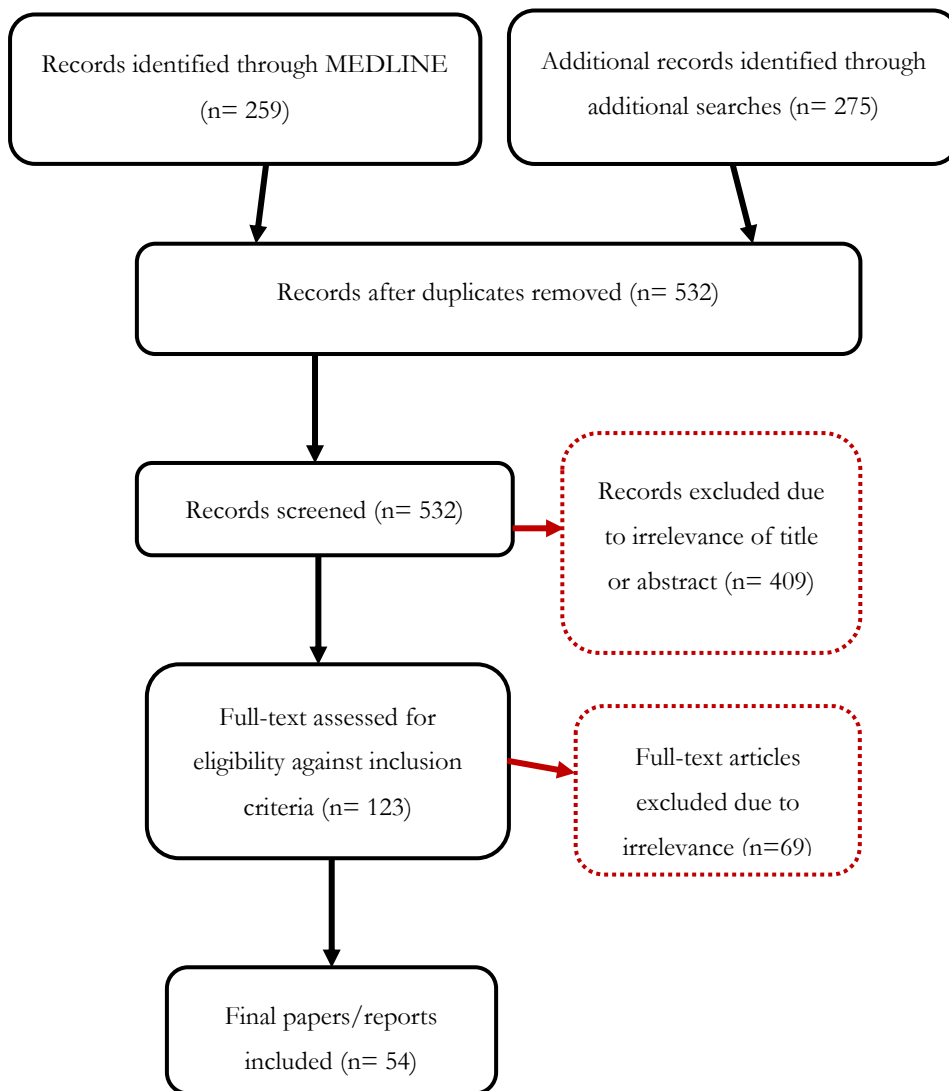 Records identified through MEDLINE
(n= 259)
Additional records identified through
additional searches (n= 275)
Records after duplicates removed (n= 532)
Records screened (n= 532)
Records excluded due
to irrelevance of title
or abstract (n= 409)
Full-text assessed for
eligibility against inclusion
criteria (n= 123)
Full-text articles
excluded due to
irrelevance (n=69)
Final papers/reports
included (n= 54)